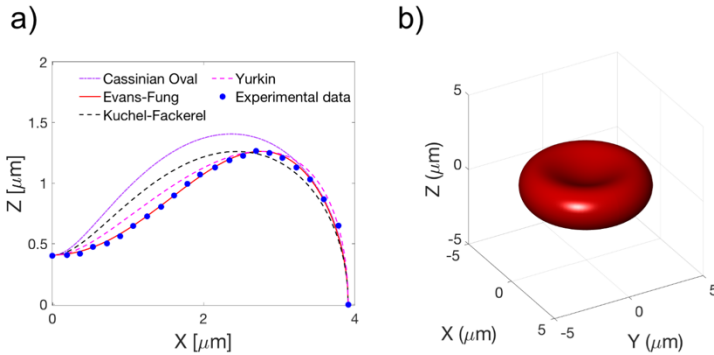 a)
b)
2
1.5
1
0.5
0
Z [μm]
Cassinian Oval
Evans-Fung
Kuchel-Fackerel
Yurkin
Experimental data
0
2
4
X [μm]
5
0
-5
Z (μm)
-5
0
5
X (μm)
-5
0
5
Y (μm)